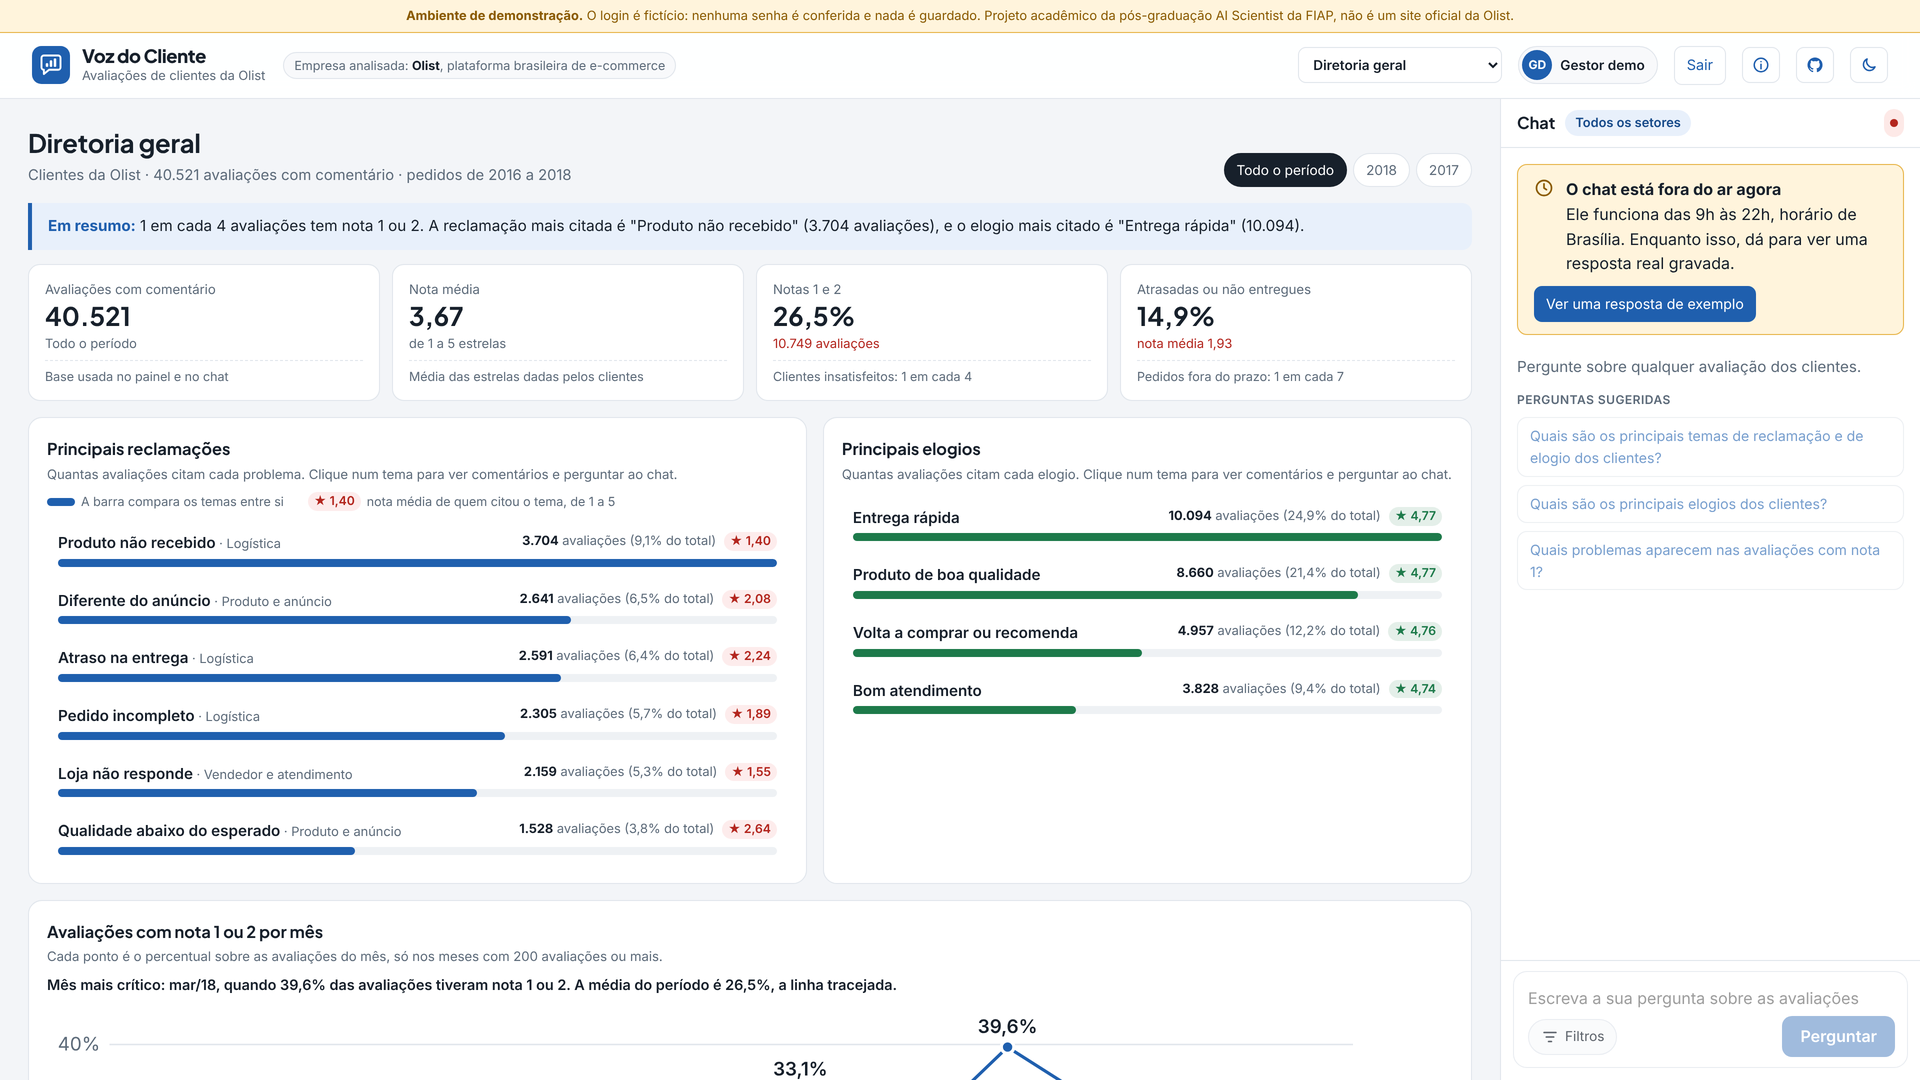 Ambiente de demonstração. O login é fictício: nenhuma senha é conferida e nada é guardado. Projeto acadêmico da pós-graduação AI Scientist da FIAP, não é um site oficial da Olist.
Voz do Cliente
Avaliações de clientes da Olist
Empresa analisada: Olist, plataforma brasileira de e-commerce
Diretoria geral
GD
Gestor demo
Sair
Diretoria geral
Clientes da Olist · 40.521 avaliações com comentário · pedidos de 2016 a 2018
Todo o período
2018
2017
Em resumo: 1 em cada 4 avaliações tem nota 1 ou 2. A reclamação mais citada é "Produto não recebido" (3.704 avaliações), e o elogio mais citado é "Entrega rápida" (10.094).
Avaliações com comentário
40.521
Todo o período
Base usada no painel e no chat
Nota média
3,67
de 1 a 5 estrelas
Média das estrelas dadas pelos clientes
Notas 1 e 2
26,5%
10.749 avaliações
Clientes insatisfeitos: 1 em cada 4
Atrasadas ou não entregues
14,9%
nota média 1,93
Pedidos fora do prazo: 1 em cada 7
Principais reclamações
Quantas avaliações citam cada problema. Clique num tema para ver comentários e perguntar ao chat.
A barra compara os temas entre si
★ 1,40
nota média de quem citou o tema, de 1 a 5
Produto não recebido · Logística
3.704 avaliações (9,1% do total)
★ 1,40
Diferente do anúncio · Produto e anúncio
2.641 avaliações (6,5% do total)
★ 2,08
Atraso na entrega · Logística
2.591 avaliações (6,4% do total)
★ 2,24
Pedido incompleto · Logística
2.305 avaliações (5,7% do total)
★ 1,89
Loja não responde · Vendedor e atendimento
2.159 avaliações (5,3% do total)
★ 1,55
Qualidade abaixo do esperado · Produto e anúncio
1.528 avaliações (3,8% do total)
★ 2,64
Principais elogios
Quantas avaliações citam cada elogio. Clique num tema para ver comentários e perguntar ao chat.
Entrega rápida
10.094 avaliações (24,9% do total)
★ 4,77
Produto de boa qualidade
8.660 avaliações (21,4% do total)
★ 4,77
Volta a comprar ou recomenda
4.957 avaliações (12,2% do total)
★ 4,76
Bom atendimento
3.828 avaliações (9,4% do total)
★ 4,74
Avaliações com nota 1 ou 2 por mês
Cada ponto é o percentual sobre as avaliações do mês, só nos meses com 200 avaliações ou mais.
Mês mais crítico: mar/18, quando 39,6% das avaliações tiveram nota 1 ou 2. A média do período é 26,5%, a linha tracejada.
39,6%
40%
33,1%
Chat
Todos os setores
O chat está fora do ar agora
Ele funciona das 9h às 22h, horário de
Brasília. Enquanto isso, dá para ver uma
resposta real gravada.
Ver uma resposta de exemplo
Pergunte sobre qualquer avaliação dos clientes.
PERGUNTAS SUGERIDAS
Quais são os principais temas de reclamação e de
elogio dos clientes?
Quais são os principais elogios dos clientes?
Quais problemas aparecem nas avaliações com nota
1?
Escreva a sua pergunta sobre as avaliações
Filtros
Perguntar